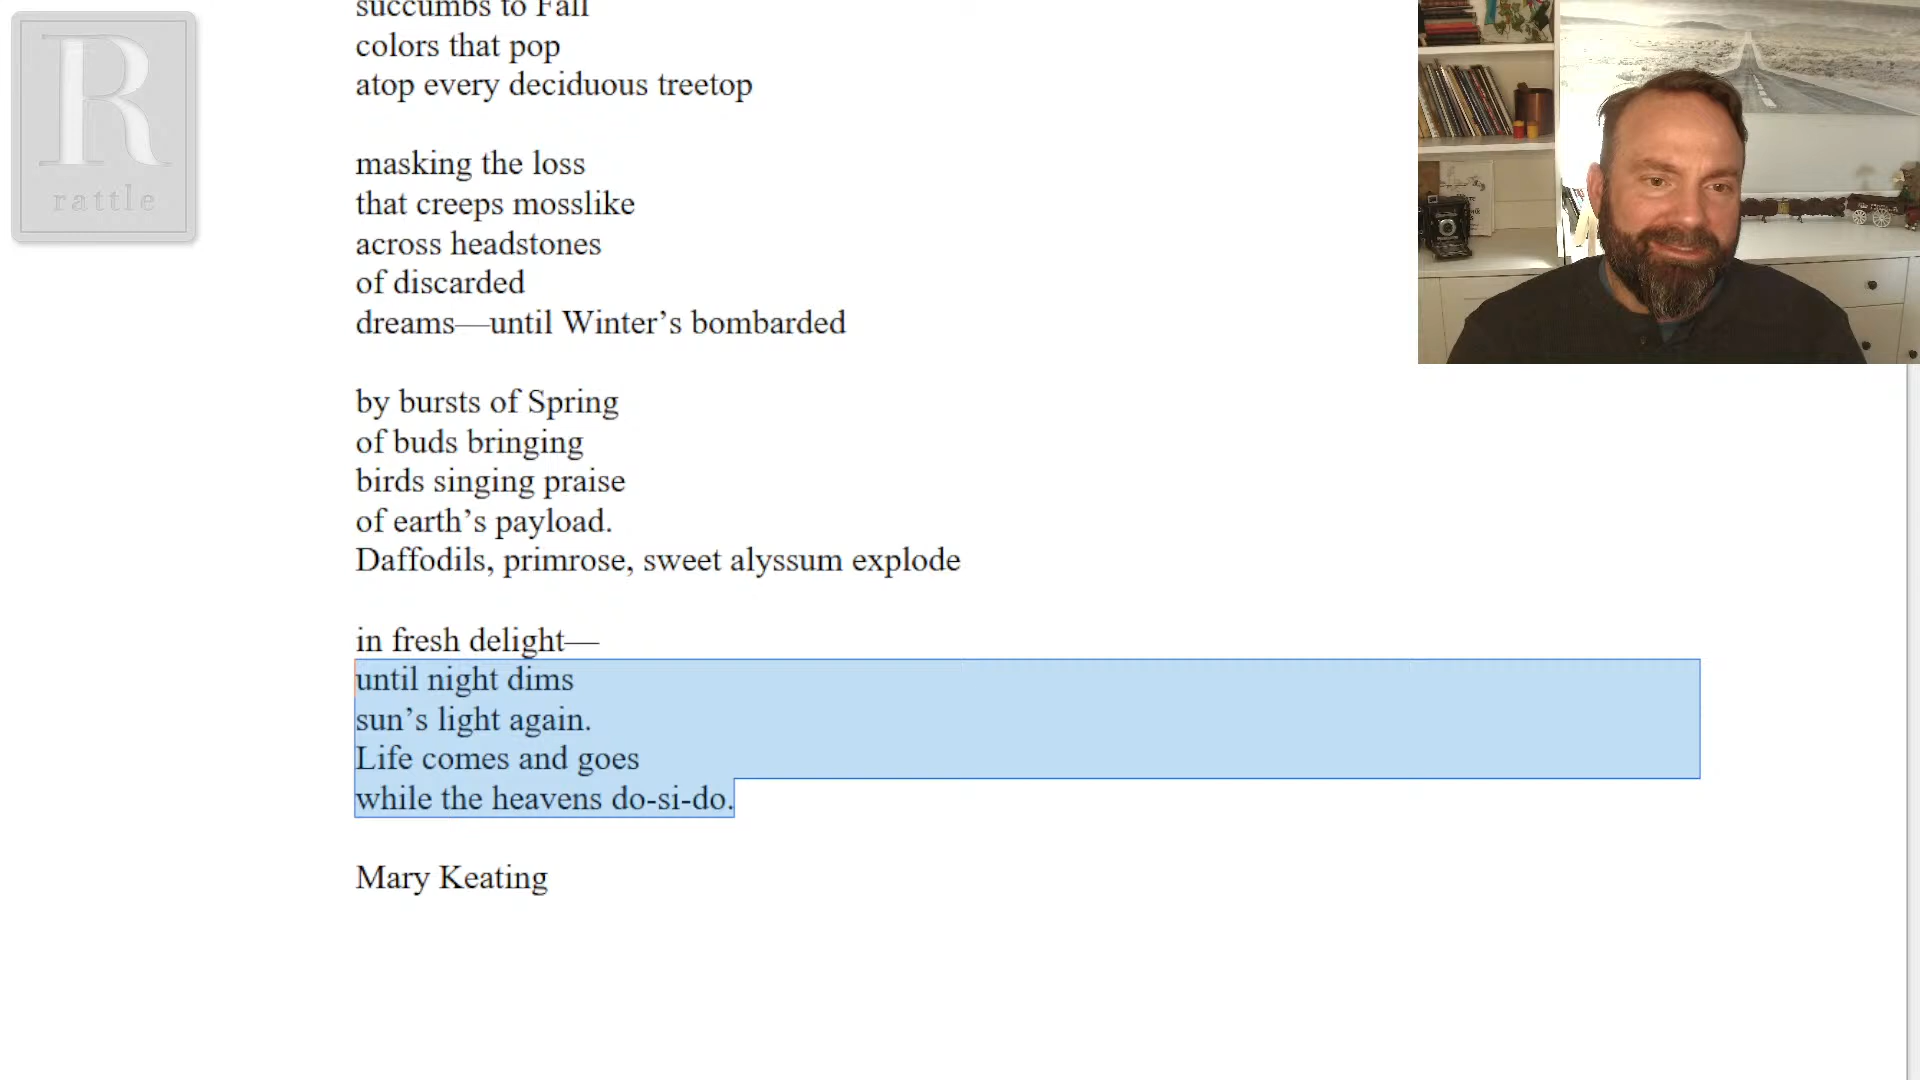 R
rattle
succumbs to Fall
colors that pop
atop every deciduous treetop
masking the loss
that creeps mosslike
across headstones
of discarded
dreams—until Winter’s bombarded
by bursts of Spring
of buds bringing
birds singing praise
of earth’s payload.
Daffodils, primrose, sweet alyssum explode
in fresh delight—
until night dims
sun’s light again.
Life comes and goes
while the heavens do-si-do.
Mary Keating